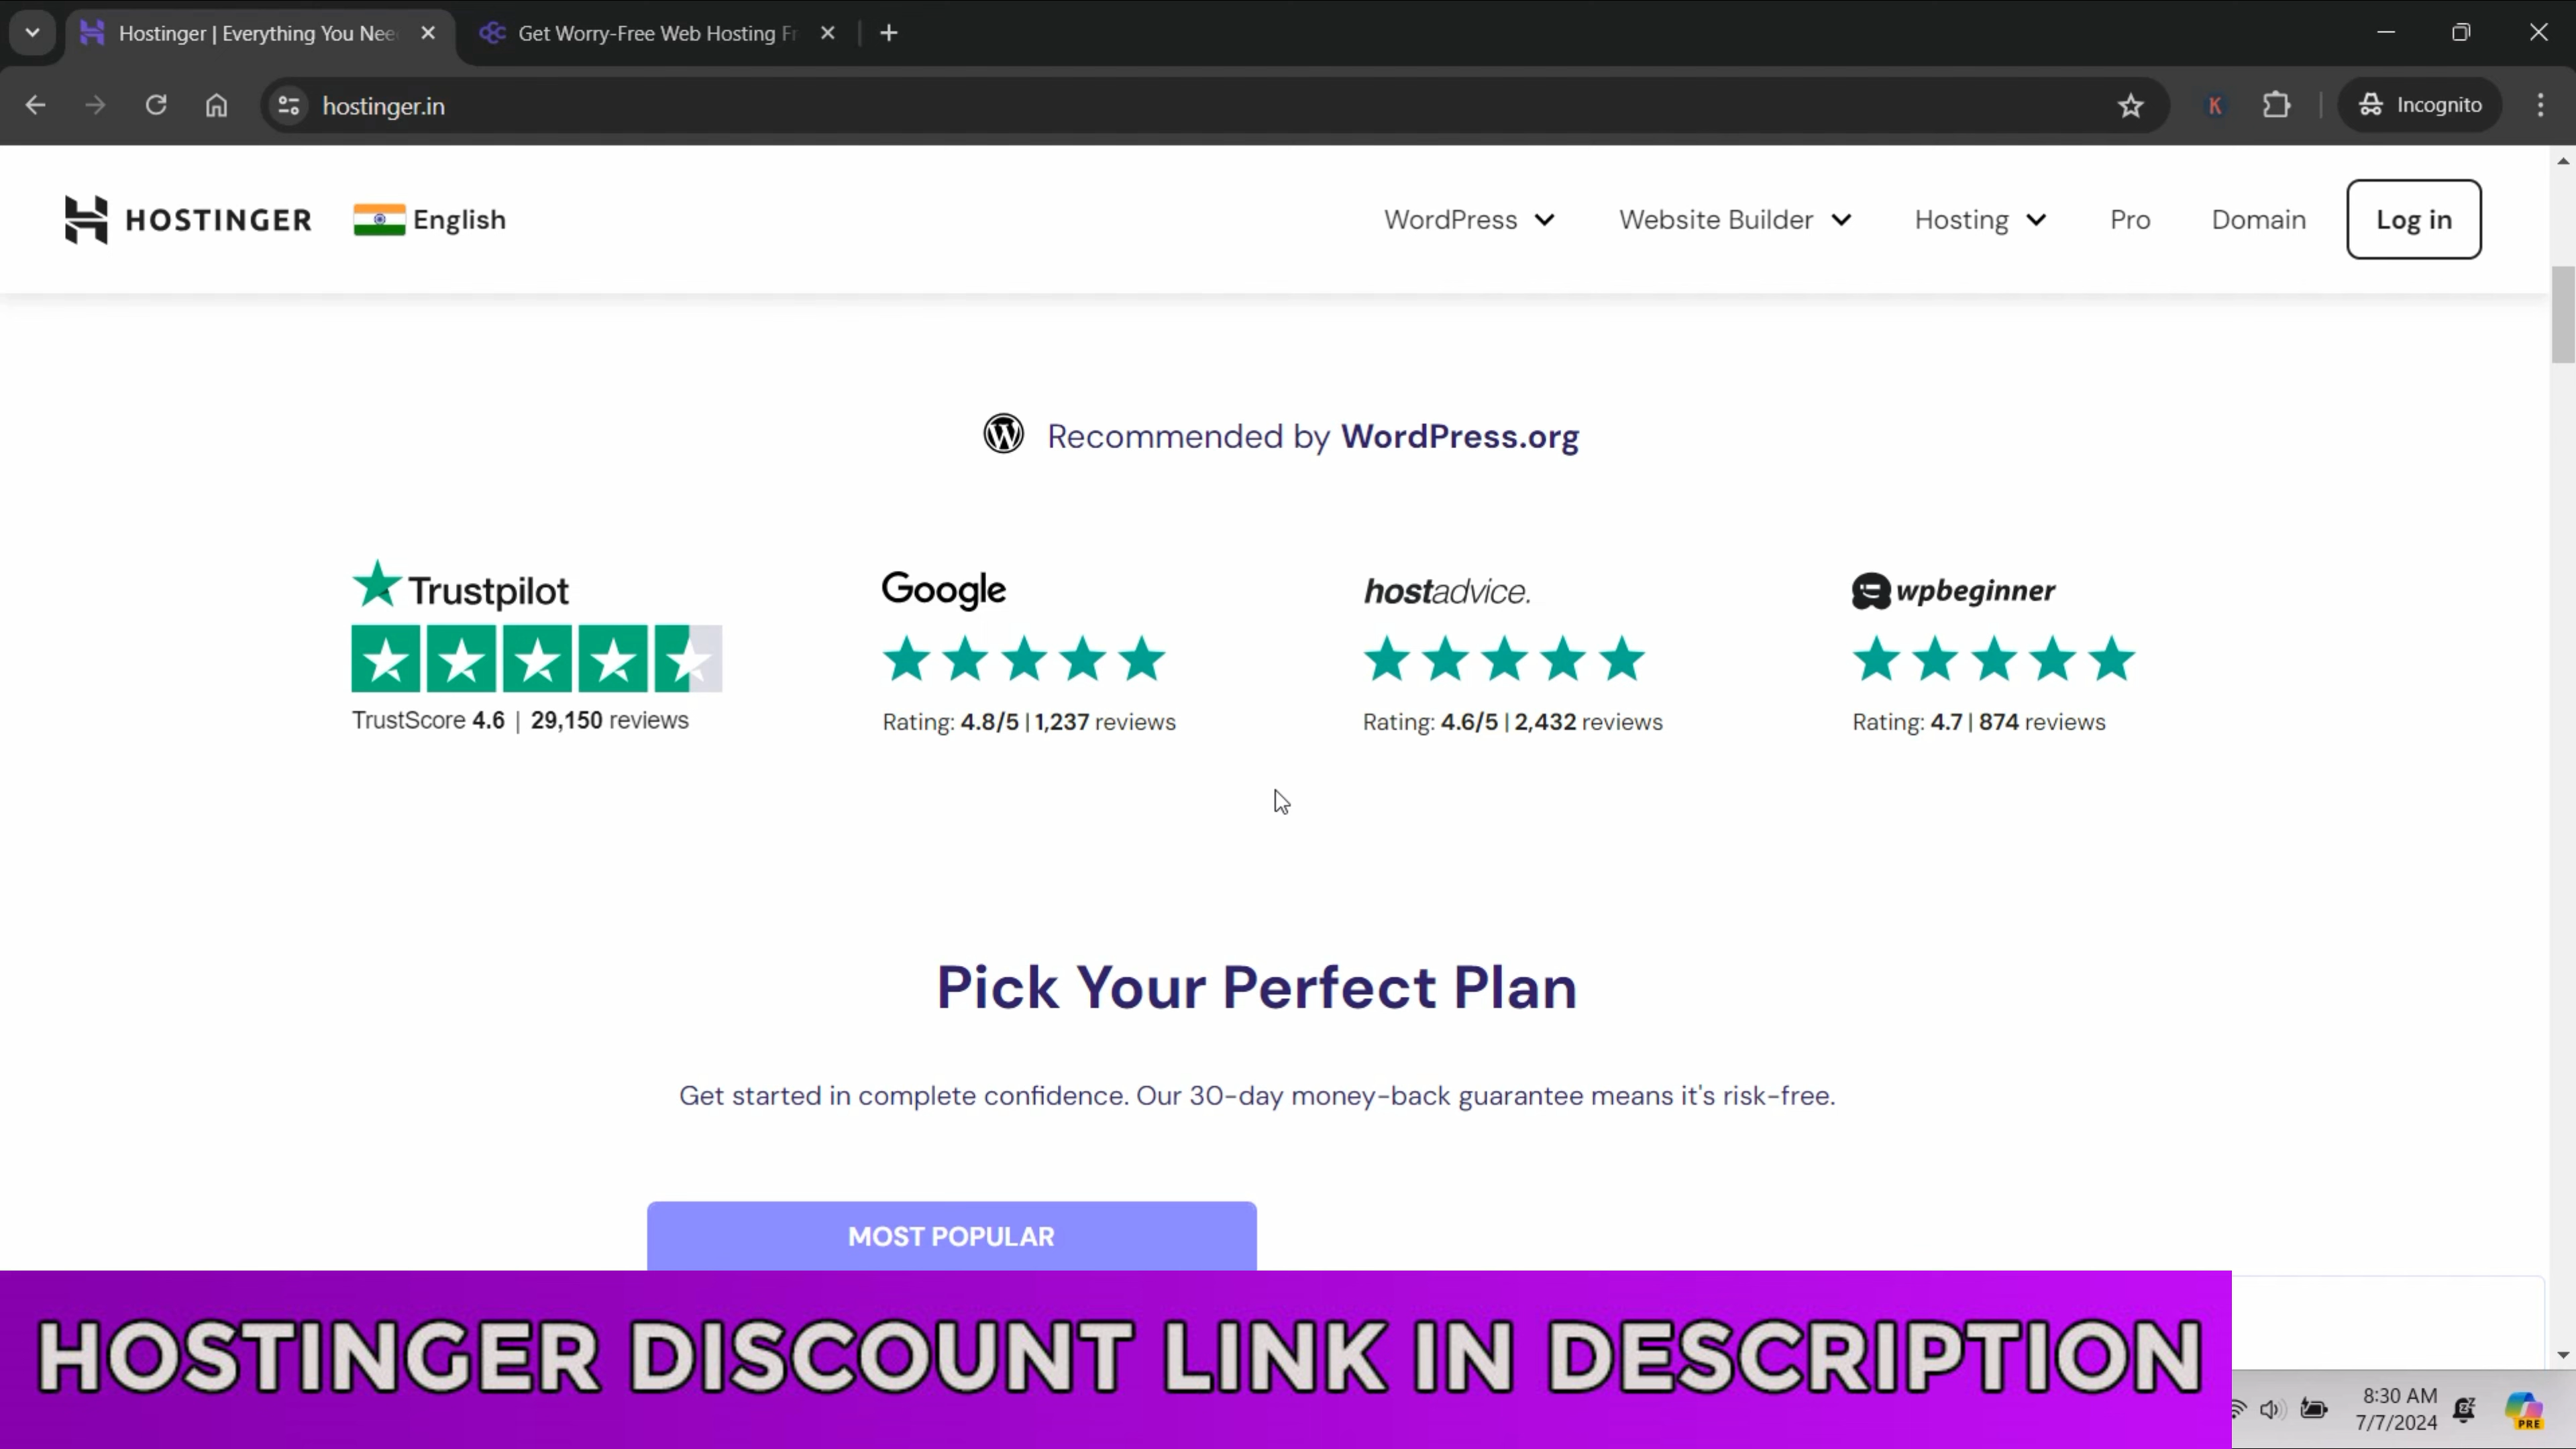 Hostinger | Everything You Nee
Get Worry-Free Web Hosting Fr
hostinger.in
K
Incognito
HOSTINGER
English
WordPress
Website Builder
Hosting
Pro
Domain
Log in
Recommended by WordPress.org
Trustpilot
Google
hostadvice.
wpbeginner
TrustScore 4.6 | 29,150 reviews
Rating: 4.8/5 | 1,237 reviews
Rating: 4.6/5 | 2,432 reviews
Rating: 4.7 | 874 reviews
Pick Your Perfect Plan
Get started in complete confidence. Our 30-day money-back guarantee means it's risk-free.
MOST POPULAR
HOSTINGER DISCOUNT LINK IN DESCRIPTION
8:30 AM
7/7/2024
PRE